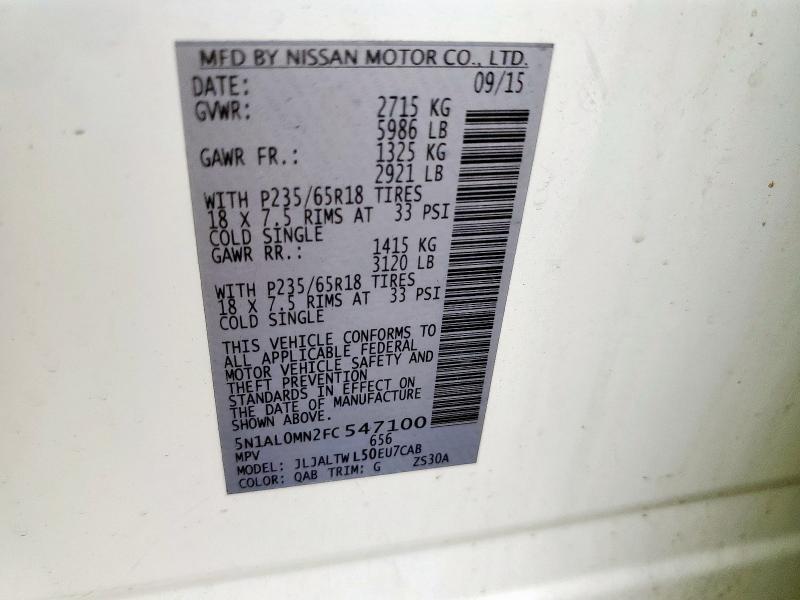 MFD BY NISSAN MOTOR CO., LTD.
DATE: 09/15
GVWR: 2715 KG
5986 LB
GAWR FR.: 1325 KG
2921 LB
WITH P235/65R18 TIRES
18 X 7.5 RIMS AT 33 PSI
COLD SINGLE
GAWR RR.: 1415 KG
3120 LB
WITH P235/65R18 TIRES
18 X 7.5 RIMS AT 33 PSI
COLD SINGLE
THIS VEHICLE CONFORMS TO
ALL APPLICABLE FEDERAL
MOTOR VEHICLE SAFETY AND
THEFT PREVENTION
STANDARDS IN EFFECT ON
THE DATE OF MANUFACTURE
SHOWN ABOVE.
5N1AL0MN2FC547100
MPV 656
MODEL: JLJALTWL50EU7CAB
COLOR: QAB TRIM: G ZS30A